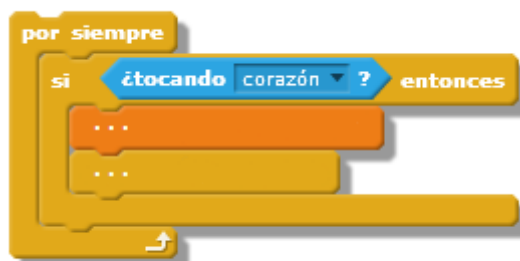 por siempre
si ¿tocando corazón ? entonces
...
...